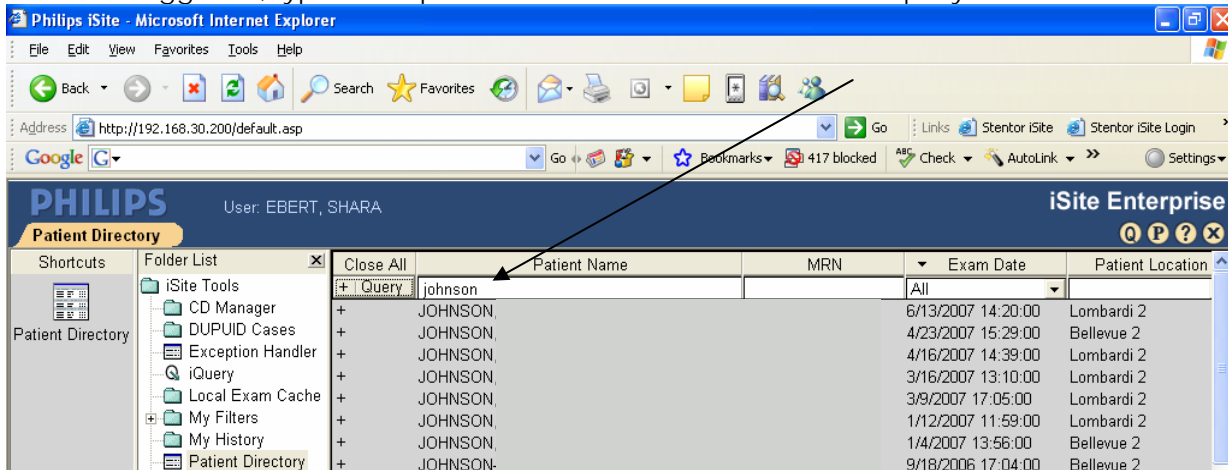 Philips iSite - Microsoft Internet Explorer
File Edit View Favorites Tools Help
Back Search Favorites
Address http://192.168.30.200/default.asp Go Links Stentor iSite Stentor iSite Login
Google G Go Bookmarks 417 blocked Check AutoLink Settings
PHILIPS User: EBERT, SHARA iSite Enterprise
Patient Directory Q P ? X
Shortcuts Folder List x Close All Patient Name MRN Exam Date Patient Location
iSite Tools + Query johnson All
CD Manager + JOHNSON, 6/13/2007 14:20:00 Lombardi 2
Patient Directory DUPUID Cases + JOHNSON, 4/23/2007 15:29:00 Bellevue 2
Exception Handler + JOHNSON, 4/16/2007 14:39:00 Lombardi 2
iQuery + JOHNSON, 3/16/2007 13:10:00 Lombardi 2
Local Exam Cache + JOHNSON, 3/9/2007 17:05:00 Lombardi 2
+ My Filters + JOHNSON, 1/12/2007 11:59:00 Lombardi 2
My History + JOHNSON, 1/4/2007 13:56:00 Bellevue 2
Patient Directory + JOHNSON- 9/18/2006 17:04:00 Bellevue 2